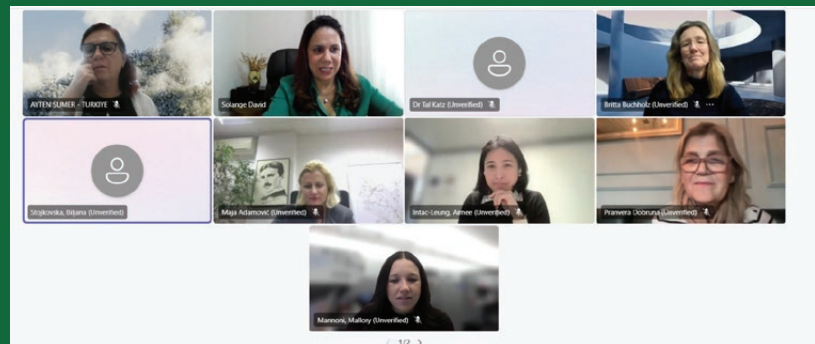 AYTEN SUMER - TURKIYE
Solange David
Dr Tal Katz (Unverified)
Britta Buchholz (Unverified)
Stojkovska, Biljana (Unverified)
Maja Adamović (Unverified)
Intac-Leung, Aimee (Unverified)
Pranvera Dobruna (Unverified)
Mannoni, Mallory (Unverified)
1/2